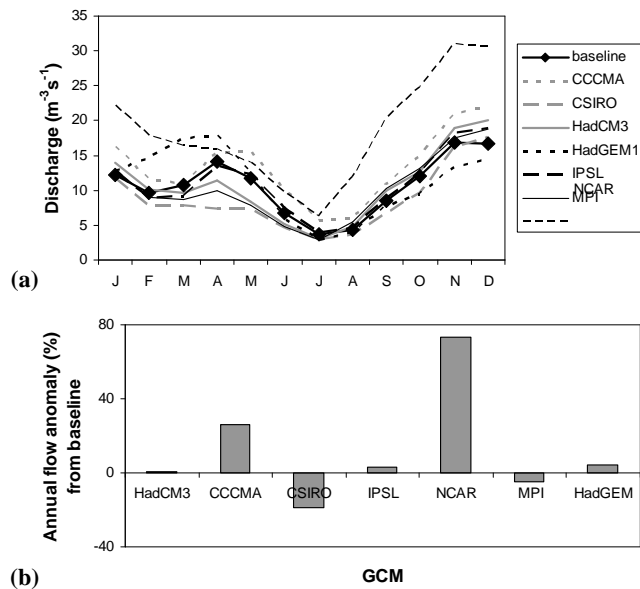 35
30
25
20
15
10
5
0
Discharge (m-3s-1)
J F M A M J J A S O N D
baseline
CCCMA
CSIRO
HadCM3
HadGEM1
IPSL
NCAR
MPI
(a)
80
40
0
-40
Annual flow anomaly (%)
from baseline
HadCM3 CCCMA CSIRO IPSL NCAR MPI HadGEM
(b)
GCM